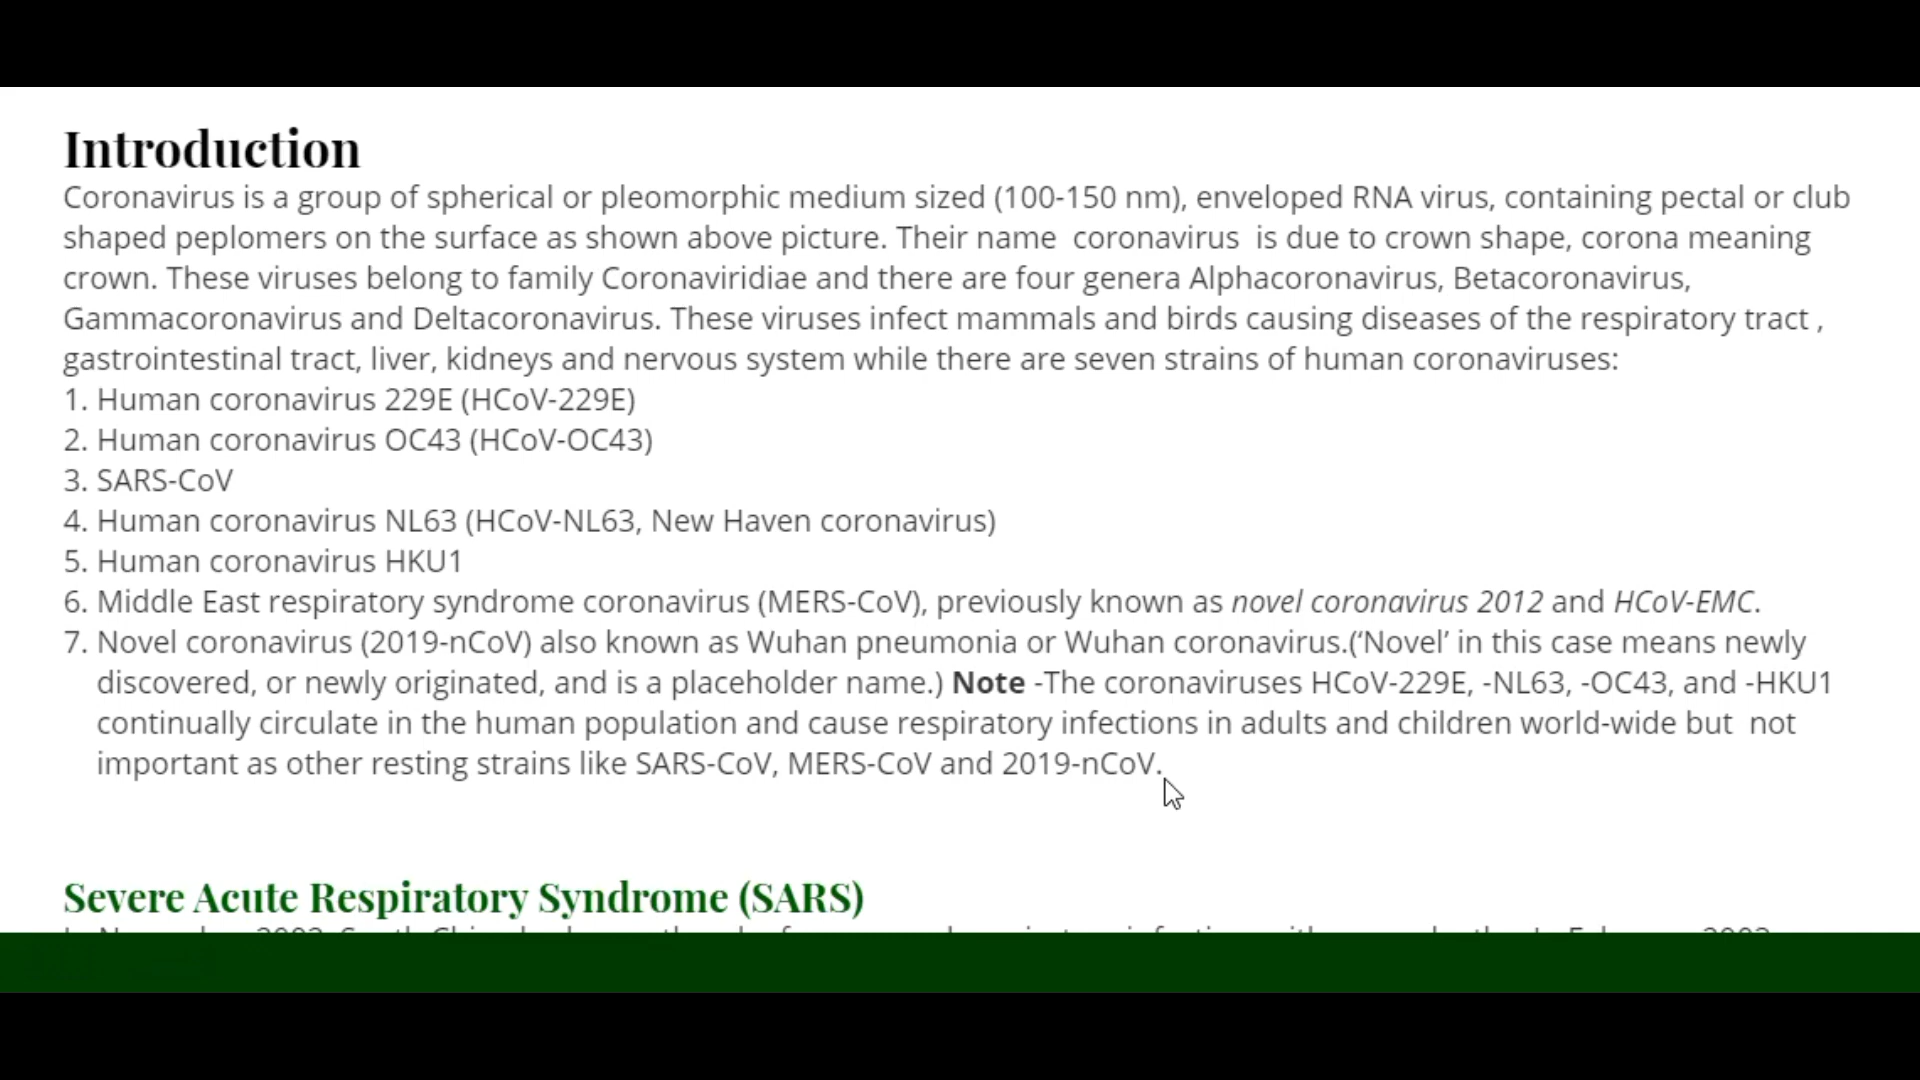 Introduction
Coronavirus is a group of spherical or pleomorphic medium sized (100-150 nm), enveloped RNA virus, containing pectal or club
shaped peplomers on the surface as shown above picture. Their name coronavirus is due to crown shape, corona meaning
crown. These viruses belong to family Coronaviridiae and there are four genera Alphacoronavirus, Betacoronavirus,
Gammacoronavirus and Deltacoronavirus. These viruses infect mammals and birds causing diseases of the respiratory tract ,
gastrointestinal tract, liver, kidneys and nervous system while there are seven strains of human coronaviruses:
1. Human coronavirus 229E (HCoV-229E)
2. Human coronavirus OC43 (HCoV-OC43)
3. SARS-CoV
4. Human coronavirus NL63 (HCoV-NL63, New Haven coronavirus)
5. Human coronavirus HKU1
6. Middle East respiratory syndrome coronavirus (MERS-CoV), previously known as novel coronavirus 2012 and HCoV-EMC.
7. Novel coronavirus (2019-nCoV) also known as Wuhan pneumonia or Wuhan coronavirus.(‘Novel’ in this case means newly
discovered, or newly originated, and is a placeholder name.) Note -The coronaviruses HCoV-229E, -NL63, -OC43, and -HKU1
continually circulate in the human population and cause respiratory infections in adults and children world-wide but not
important as other resting strains like SARS-CoV, MERS-CoV and 2019-nCoV.
Severe Acute Respiratory Syndrome (SARS)